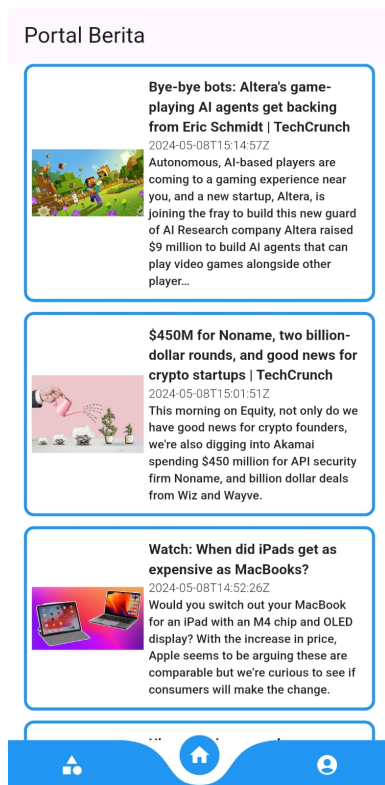 Portal Berita
Bye-bye bots: Altera's game-
playing AI agents get backing
from Eric Schmidt | TechCrunch
2024-05-08T15:14:57Z
Autonomous, AI-based players are
coming to a gaming experience near
you, and a new startup, Altera, is
joining the fray to build this new guard
of AI Research company Altera raised
$9 million to build AI agents that can
play video games alongside other
player…
$450M for Noname, two billion-
dollar rounds, and good news for
crypto startups | TechCrunch
2024-05-08T15:01:51Z
This morning on Equity, not only do we
have good news for crypto founders,
we're also digging into Akamai
spending $450 million for API security
firm Noname, and billion dollar deals
from Wiz and Wayve.
Watch: When did iPads get as
expensive as MacBooks?
2024-05-08T14:52:26Z
Would you switch out your MacBook
for an iPad with an M4 chip and OLED
display? With the increase in price,
Apple seems to be arguing these are
comparable but we’re curious to see if
consumers will make the change.